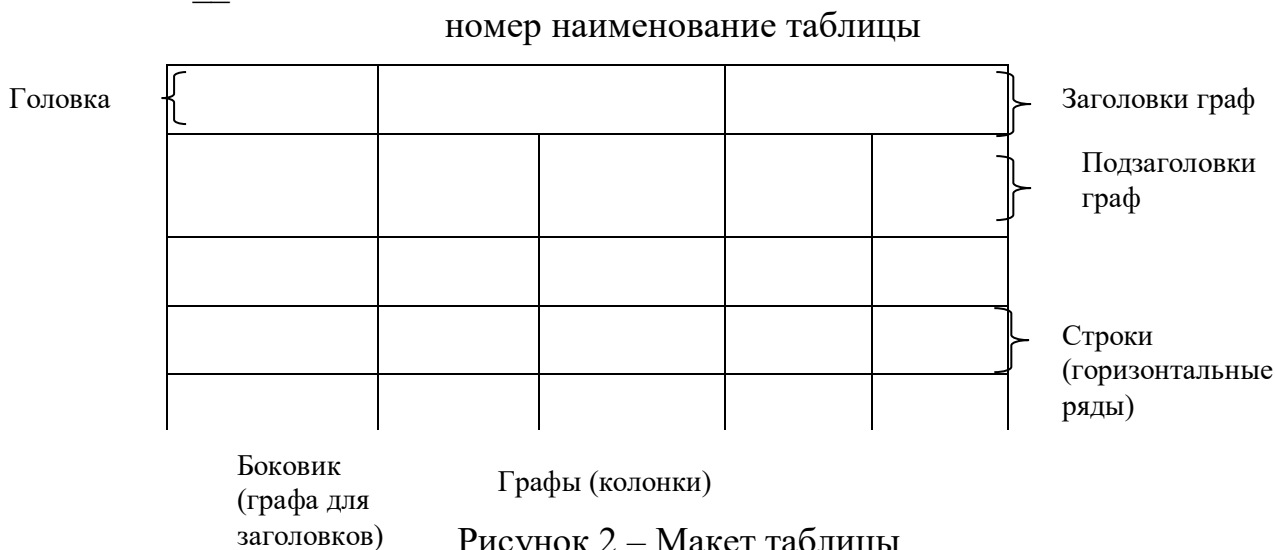 номер наименование таблицы
Головка
Заголовки граф
Подзаголовки
граф
Строки
(горизонтальные
ряды)
Боковик
(графа для
заголовков)
Графы (колонки)
Рисунок 2 – Макет таблицы